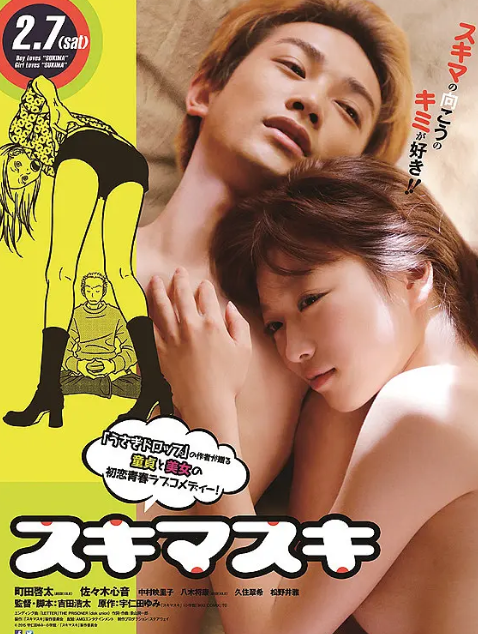 2.7(sat)
Boy Loves "SUKIMA"
Girl Loves "SUKIMA"
スキマの向こうの
キミが好き!!
「うさぎドロップ」の作者が贈る
童貞と美女の
初恋青春ラブコメディー!
スキマスキ
町田啓太 佐々木心音 中村映里子 八木将康 久住翠希 松野井雅
監督・脚本:吉田浩太 原作:宇仁田ゆみ